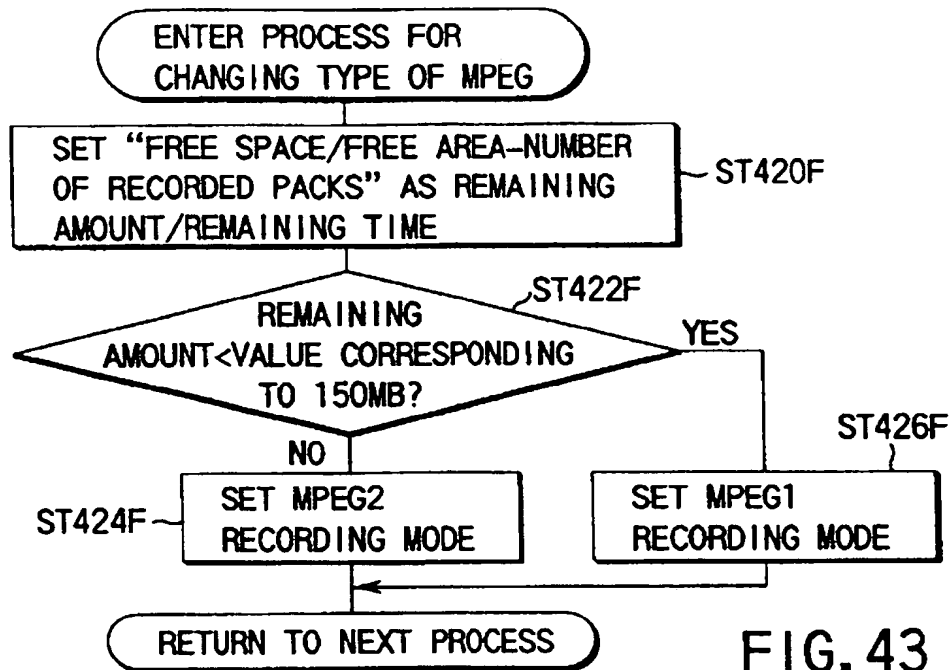 ENTER PROCESS FOR
CHANGING TYPE OF MPEG
SET “FREE SPACE/FREE AREA-NUMBER
OF RECORDED PACKS” AS REMAINING
AMOUNT/REMAINING TIME
ST420F
ST422F
REMAINING
AMOUNT<VALUE CORRESPONDING
TO 150MB?
YES
NO
ST426F
ST424F
SET MPEG2
RECORDING MODE
SET MPEG1
RECORDING MODE
RETURN TO NEXT PROCESS
FIG. 43